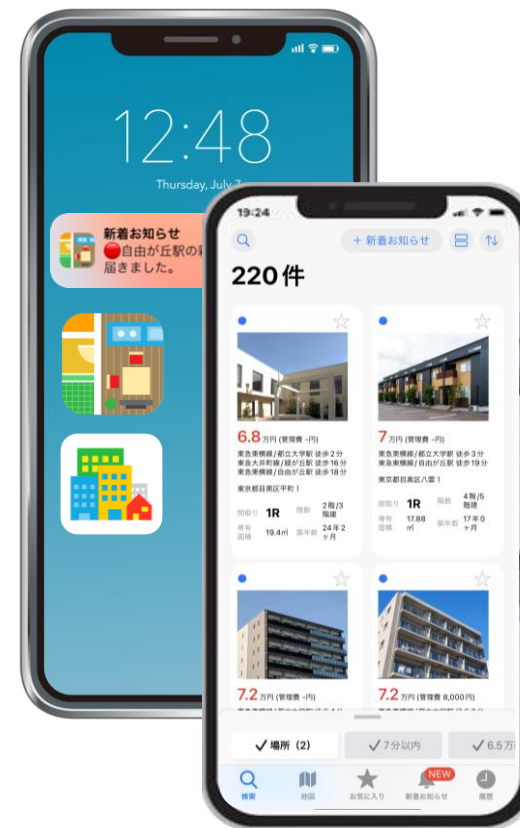 12:48
Thursday, July 7
新着お知らせ
🔴自由が丘駅の新
届きました。
19:24
+ 新着お知らせ
220件
6.8万円 (管理費 -円)
東急東横線/都立大学駅 徒歩2分
東急大井町線/緑が丘駅 徒歩16分
東急東横線/自由が丘駅 徒歩18分
東京都目黒区平町1
間取り 1R 階数 2階/3階建
専有面積 19.4㎡ 築年数 24年2ヶ月
7万円 (管理費 -円)
東急東横線/都立大学駅 徒歩3分
東急東横線/自由が丘駅 徒歩19分
東京都目黒区八雲1
間取り 1R 階数 4階/5階建
専有面積 17.88㎡ 築年数 17年0ヶ月
7.2万円 (管理費 -円)
7.2万円 (管理費 8,000円)
✓場所（2）
✓7分以内
✓6.5万
検索
地図
お気に入り
新着お知らせ
NEW
履歴